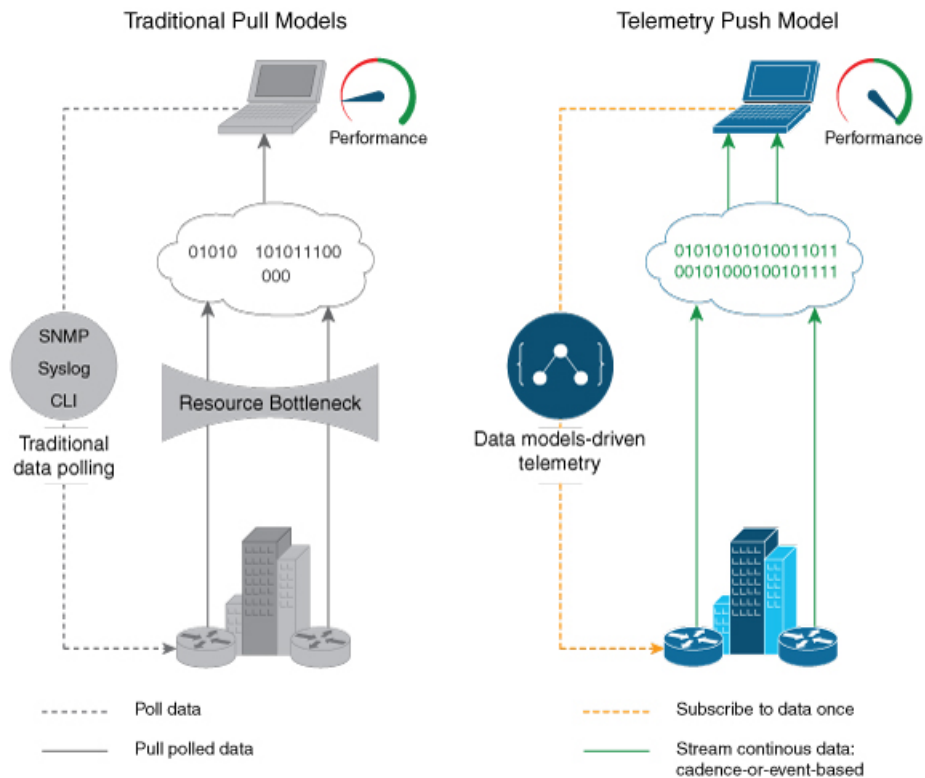 Traditional Pull Models
Performance
01010 101011100
000
SNMP
Syslog
CLI
Resource Bottleneck
Traditional
data polling
Poll data
Pull polled data
Telemetry Push Model
Performance
01010101010011011
00101000100101111
Data models-driven
telemetry
Subscribe to data once
Stream continous data:
cadence-or-event-based